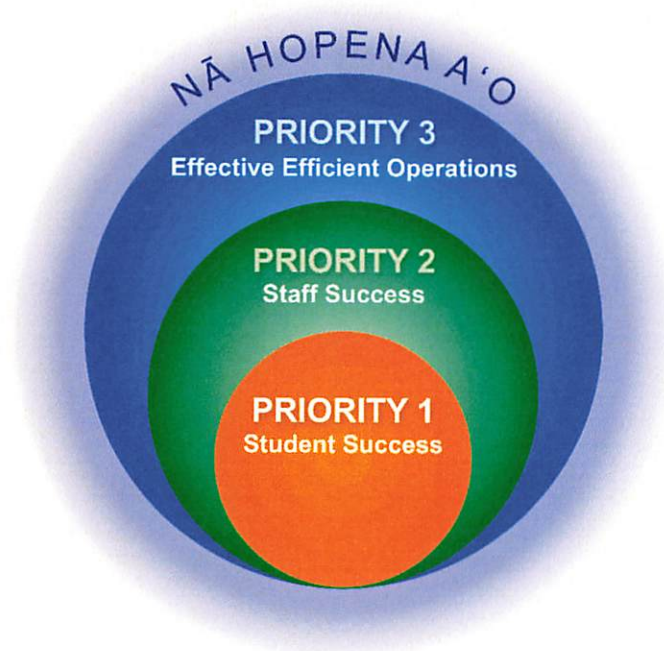 NĀ HOPENA A‘O
PRIORITY 3
Effective Efficient Operations
PRIORITY 2
Staff Success
PRIORITY 1
Student Success